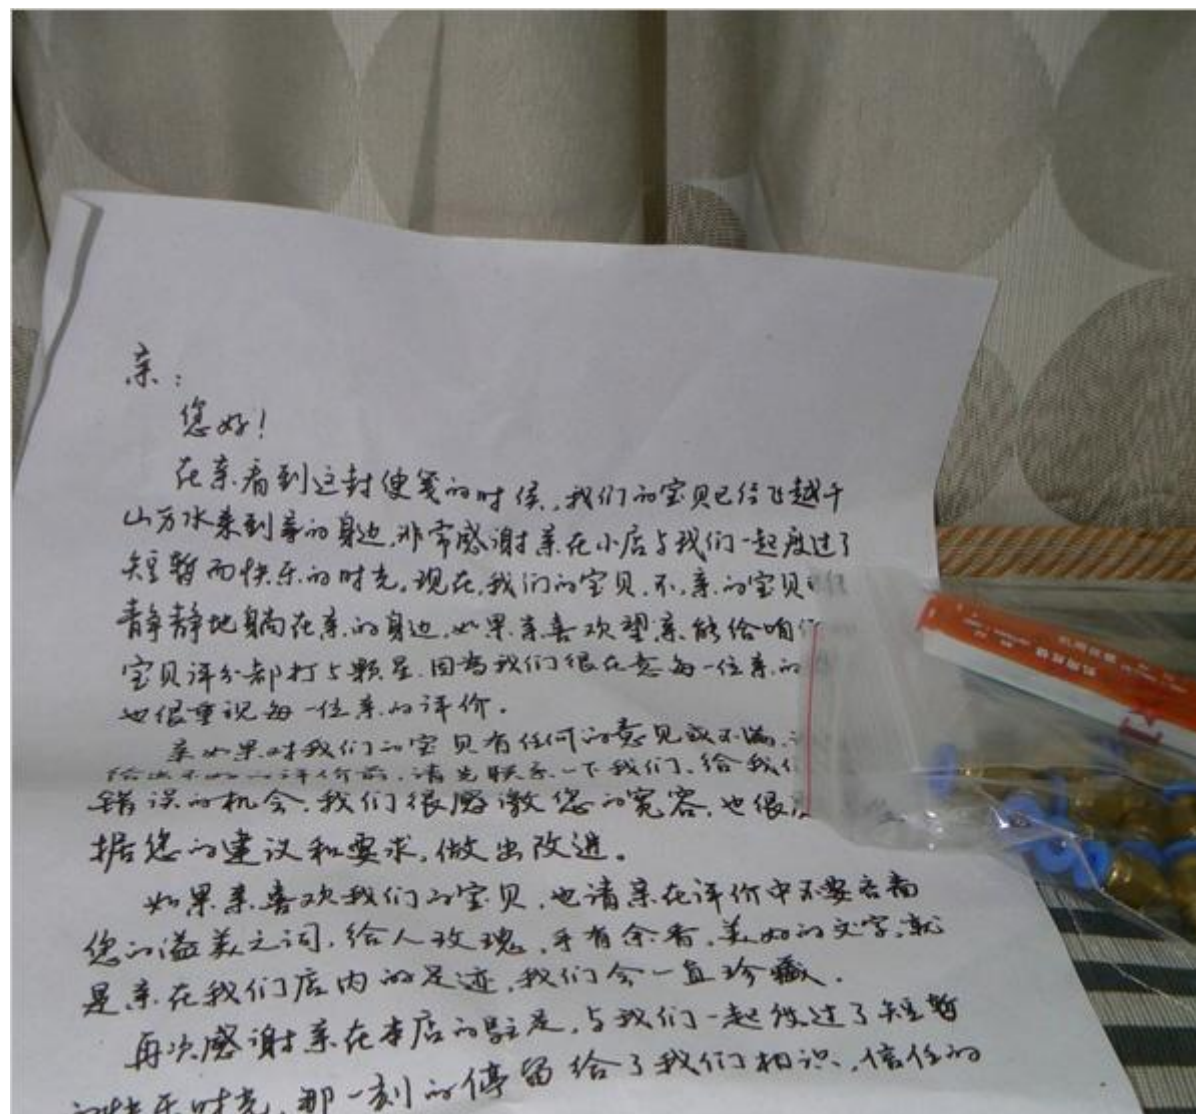 亲:
您好!
在亲看到这封便笺的时候,我们的宝贝已经飞越千
山万水来到亲的身边,非常感谢亲在小店与我们一起度过了
短暂而快乐的时光。现在,我们的宝贝,不,亲的宝贝
静静地躺在亲的身边,如果亲喜欢望亲能给咱们
宝贝评分都打5颗星,因为我们很在意每一位亲的
也很重视每一位亲的评价。
亲如果对我们的宝贝有任何的意见或不满,
评价前,请先联系一下我们,给我们
错误的机会,我们很感激您的宽容,也很
据您的建议和要求,做出改进。
如果亲喜欢我们的宝贝,也请亲在评价中不要吝啬
您的溢美之词,给人玫瑰,手有余香,美好的文字,就
是亲在我们店内的足迹,我们会一直珍藏.
再次感谢亲在本店的驻足,与我们一起度过了短暂
的快乐时光,那一刻的停留给了我们相识、信任的